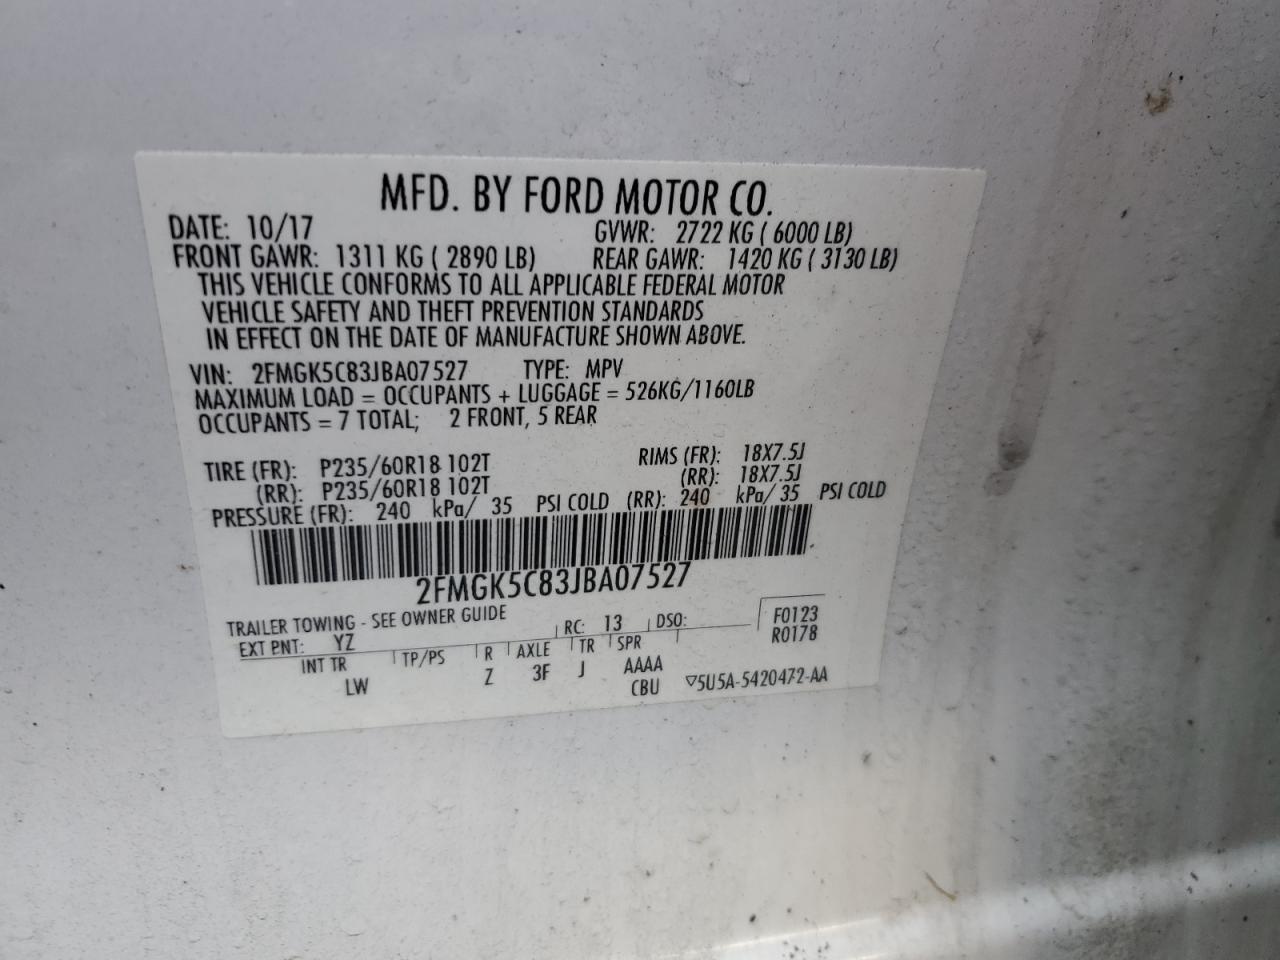 MFD. BY FORD MOTOR CO.
DATE: 10/17 GVWR: 2722 KG ( 6000 LB)
FRONT GAWR: 1311 KG ( 2890 LB) REAR GAWR: 1420 KG ( 3130 LB)
THIS VEHICLE CONFORMS TO ALL APPLICABLE FEDERAL MOTOR
VEHICLE SAFETY AND THEFT PREVENTION STANDARDS
IN EFFECT ON THE DATE OF MANUFACTURE SHOWN ABOVE.
VIN: 2FMGK5C83JBA07527 TYPE: MPV
MAXIMUM LOAD = OCCUPANTS + LUGGAGE = 526KG/1160LB
OCCUPANTS = 7 TOTAL; 2 FRONT, 5 REAR
TIRE (FR): P235/60R18 102T RIMS (FR): 18X7.5J
(RR): P235/60R18 102T (RR): 18X7.5J
PRESSURE (FR): 240 kPa/ 35 PSI COLD (RR): 240 kPa/ 35 PSI COLD
2FMGK5C83JBA07527
TRAILER TOWING - SEE OWNER GUIDE
EXT PNT: YZ RC: 13 DSO: F0123
R0178
INT TR TP/PS R AXLE TR SPR
LW Z 3F J AAAA
CBU ▽5U5A-5420472-AA